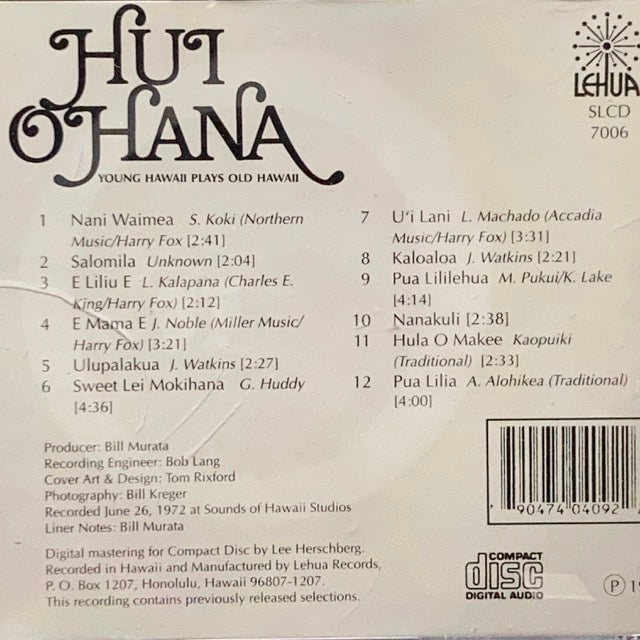 HUI
O'HANA
YOUNG HAWAII PLAYS OLD HAWAII
LEHUA
SLCD
7006
1 Nani Waimea S. Koki (Northern
Music/Harry Fox) [2:41]
2 Salomila Unknown [2:04]
3 E Liliu E L. Kalapana (Charles E.
King/Harry Fox) [2:12]
4 E Mama E J. Noble (Miller Music/
Harry Fox) [3:21]
5 Ulupalakua J. Watkins [2:27]
6 Sweet Lei Mokihana G. Huddy
[4:36]
7 U'i Lani L. Machado (Accadia
Music/Harry Fox) [3:31]
8 Kaloaloa J. Watkins [2:21]
9 Pua Lililehua M. Pukui/K. Lake
[4:14]
10 Nanakuli [2:38]
11 Hula O Makee Kaopuiki
(Traditional) [2:33]
12 Pua Lilia A. Alohikea (Traditional)
[4:00]
Producer: Bill Murata
Recording Engineer: Bob Lang
Cover Art & Design: Tom Rixford
Photography: Bill Kreger
Recorded June 26, 1972 at Sounds of Hawaii Studios
Liner Notes: Bill Murata
Digital mastering for Compact Disc by Lee Herschberg.
Recorded in Hawaii and Manufactured by Lehua Records,
P. O. Box 1207, Honolulu, Hawaii 96807-1207.
This recording contains previously released selections.
7 90474 04092
COMPACT
disc
DIGITAL AUDIO
Ⓟ